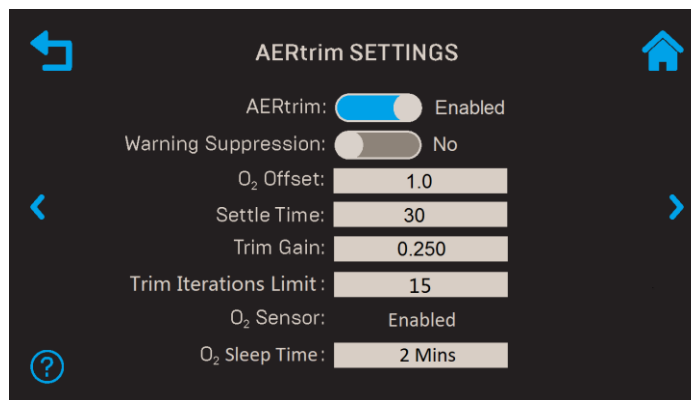 AERtrim SETTINGS
AERtrim: Enabled
Warning Suppression: No
O₂ Offset: 1.0
Settle Time: 30
Trim Gain: 0.250
Trim Iterations Limit: 15
O₂ Sensor: Enabled
O₂ Sleep Time: 2 Mins
?